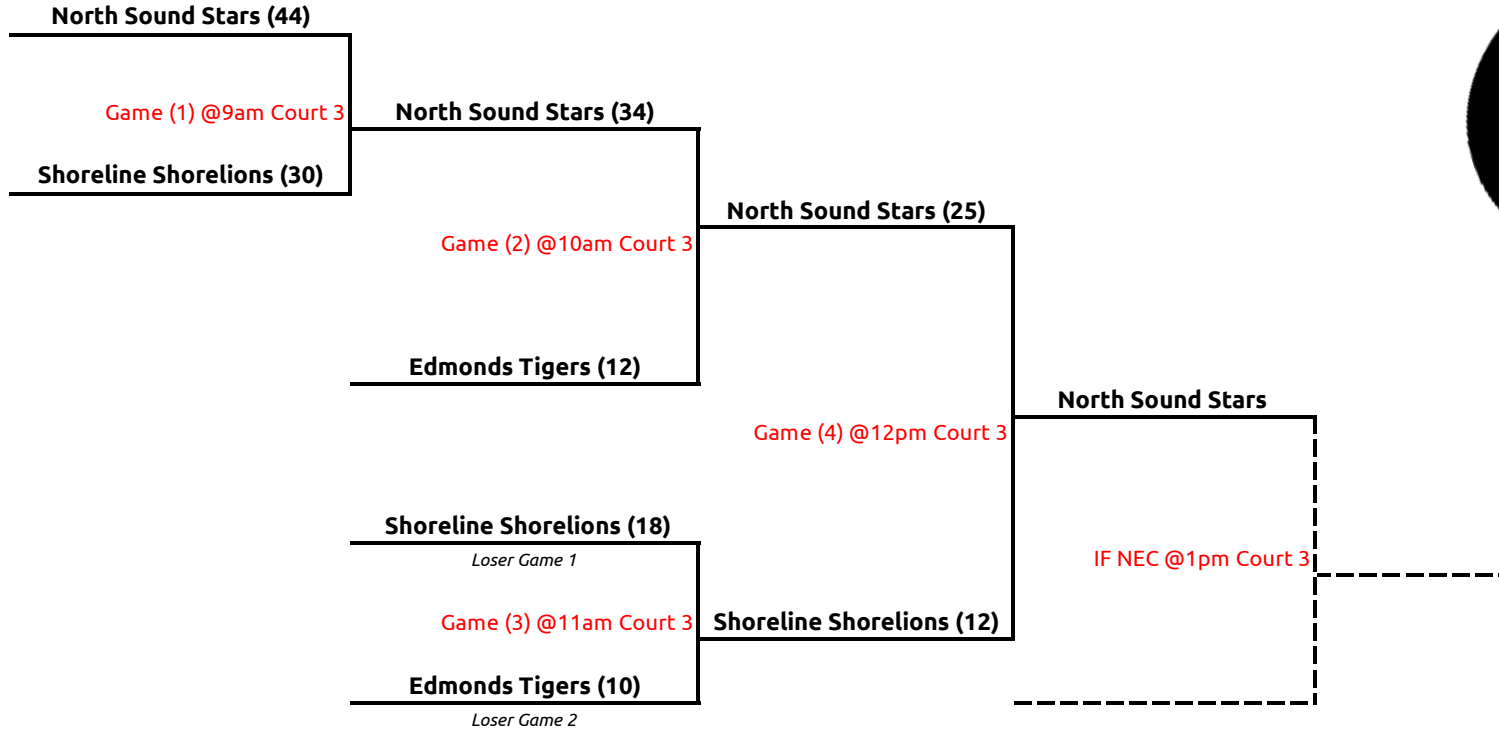 North Sound Stars (44)
Game (1) @9am Court 3
North Sound Stars (34)
Shoreline Shorelions (30)
North Sound Stars (25)
Game (2) @10am Court 3
Edmonds Tigers (12)
North Sound Stars
Game (4) @12pm Court 3
Shoreline Shorelions (18)
Loser Game 1
IF NEC @1pm Court 3
Game (3) @11am Court 3
Shoreline Shorelions (12)
Edmonds Tigers (10)
Loser Game 2